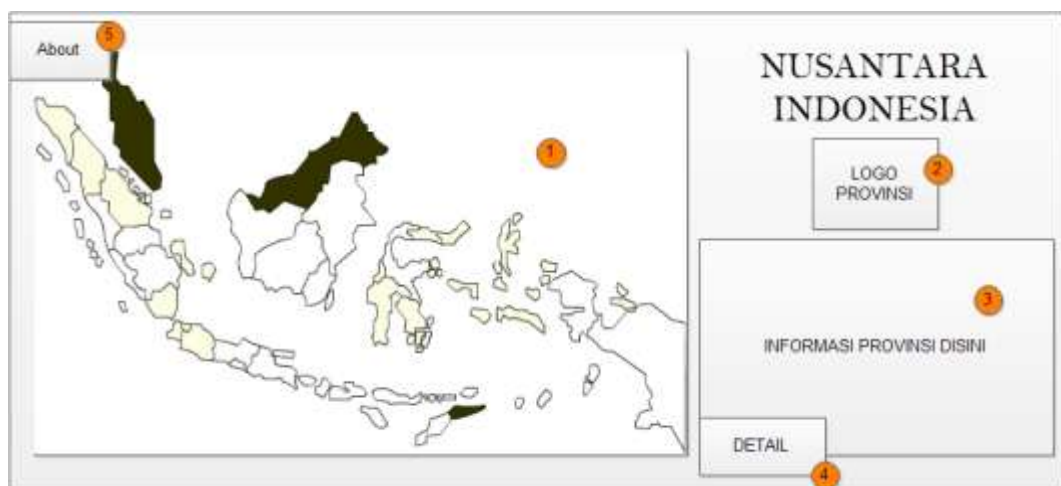 About
5
NUSANTARA
INDONESIA
1
LOGO
PROVINSI
2
3
INFORMASI PROVINSI DISINI
DETAIL
4